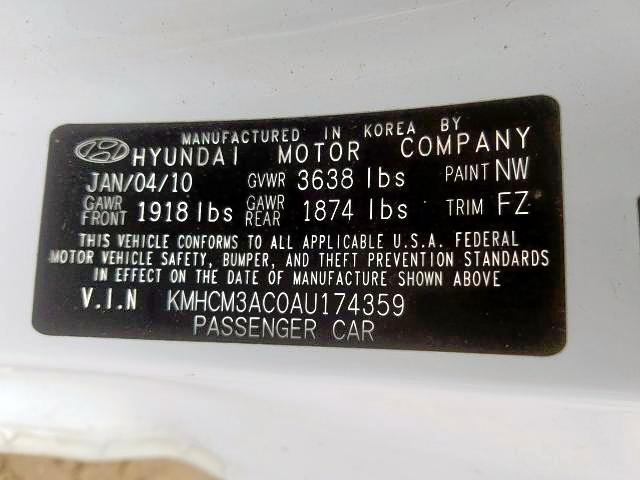 MANUFACTURED IN KOREA BY
HYUNDAI MOTOR COMPANY
JAN/04/10 GVWR 3638 lbs PAINT NW
GAWR FRONT 1918 lbs GAWR REAR 1874 lbs TRIM FZ
THIS VEHICLE CONFORMS TO ALL APPLICABLE U.S.A. FEDERAL
MOTOR VEHICLE SAFETY, BUMPER, AND THEFT PREVENTION STANDARDS
IN EFFECT ON THE DATE OF MANUFACTURE SHOWN ABOVE
V.I.N KMHCM3AC0AU174359
PASSENGER CAR